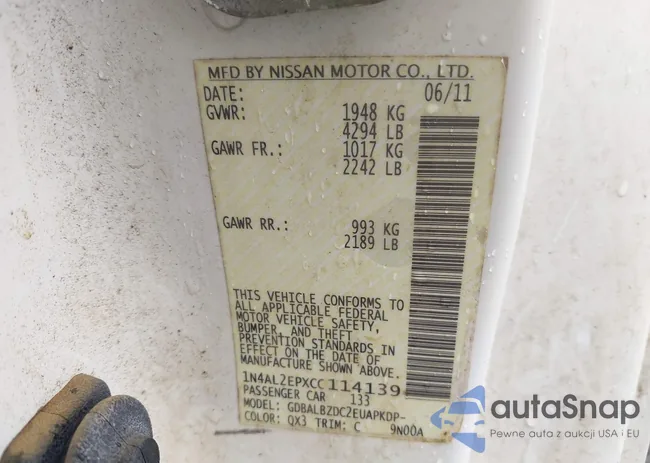 MFD BY NISSAN MOTOR CO., LTD.
DATE: 06/11
GVWR: 1948 KG
4294 LB
GAWR FR.: 1017 KG
2242 LB
GAWR RR.: 993 KG
2189 LB
THIS VEHICLE CONFORMS TO
ALL APPLICABLE FEDERAL
MOTOR VEHICLE SAFETY,
BUMPER, AND THEFT
PREVENTION STANDARDS IN
EFFECT ON THE DATE OF
MANUFACTURE SHOWN ABOVE.
1N4AL2EPXCC114139
PASSENGER CAR 133
MODEL: GDBALBZDC2EUAPKDP-
COLOR: QX3 TRIM: C 9N00A
autoSnap
Pewne auta z aukcji USA i EU